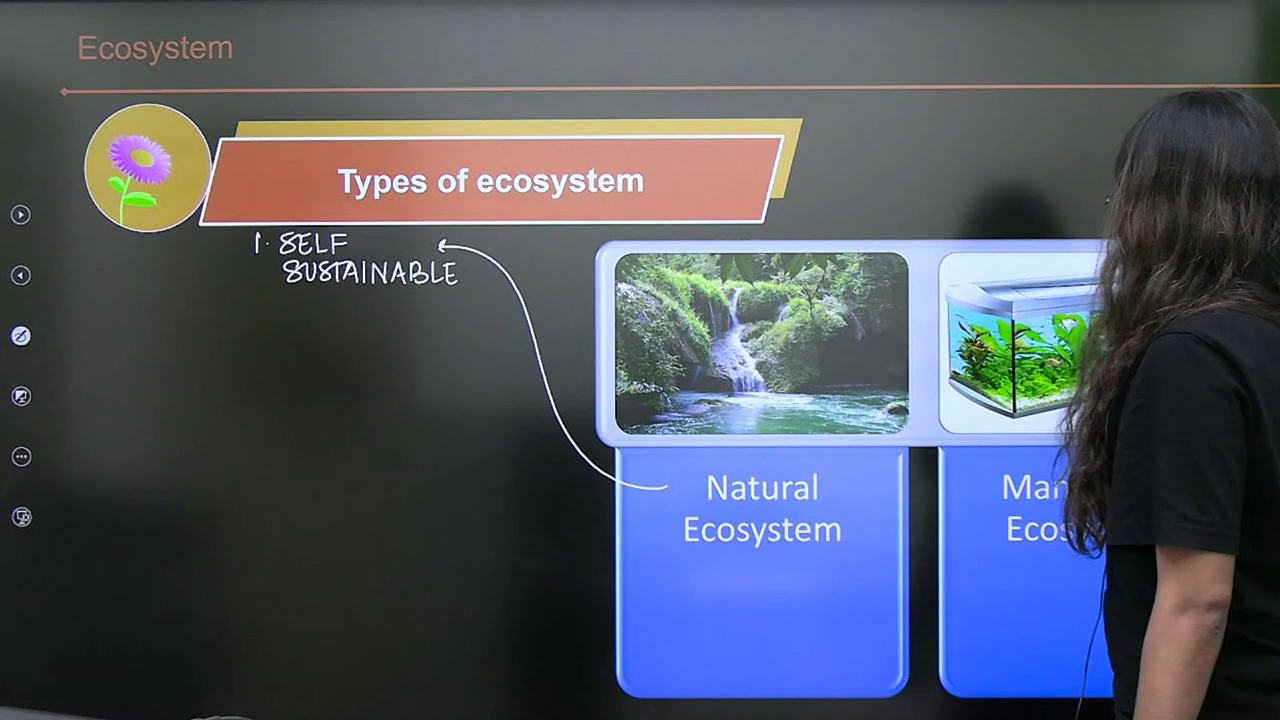 Ecosystem
Types of ecosystem
1. SELF
SUSTAINABLE
Natural
Ecosystem